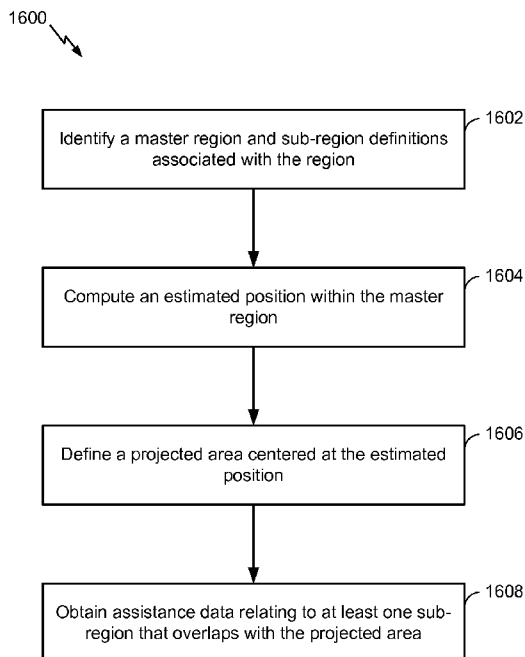 1600
1602
Identify a master region and sub-region definitions
associated with the region
1604
Compute an estimated position within the master
region
1606
Define a projected area centered at the estimated
position
1608
Obtain assistance data relating to at least one sub-
region that overlaps with the projected area